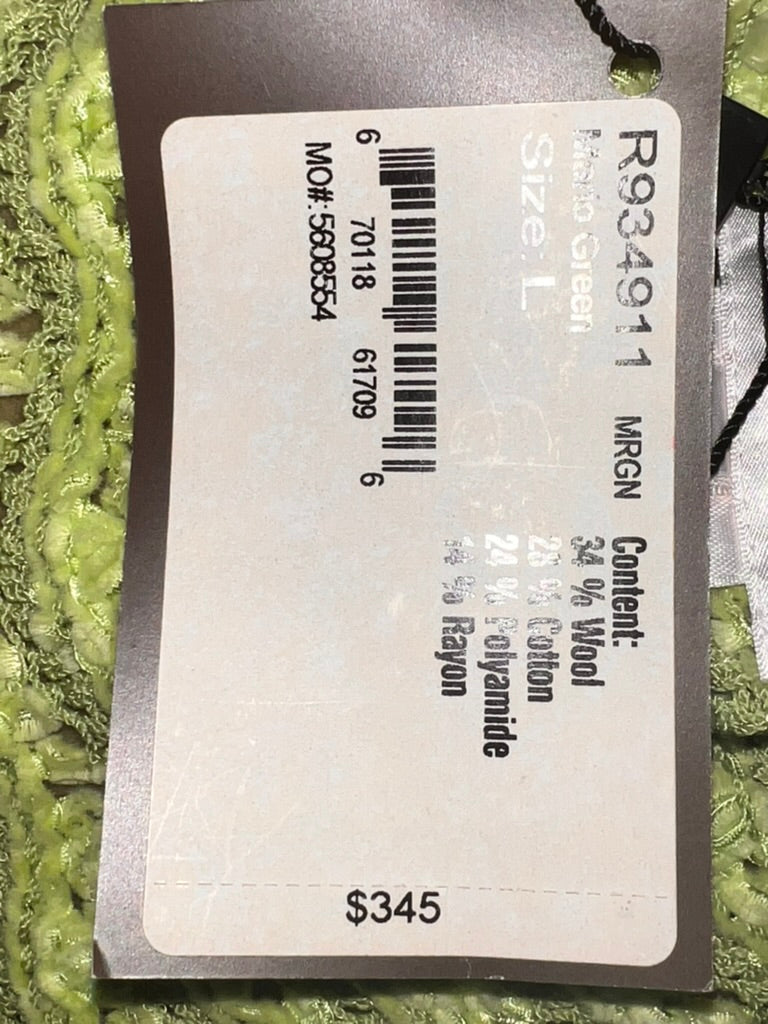 R934911 MRGN
Mario Green
Size: L
Content:
34 % Wool
28 % Cotton
24 % Polyamide
14 % Rayon
6 70118 61709 6
MO#:5608554
$345